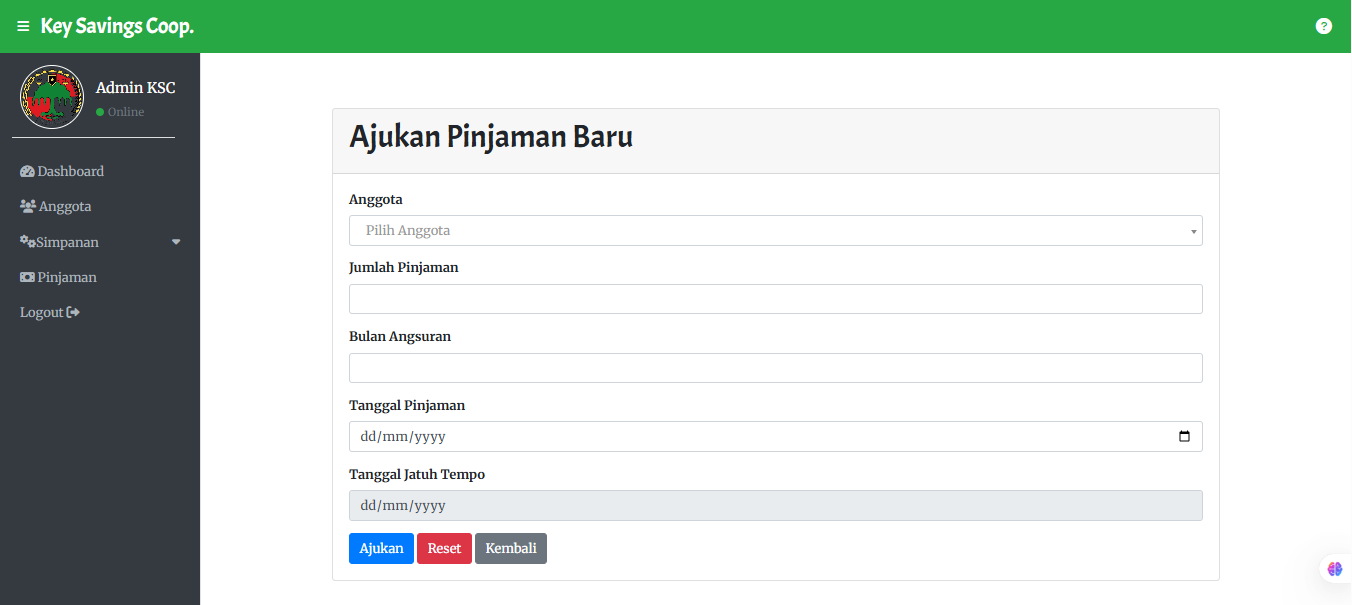 Key Savings Coop.
Admin KSC
Online
Dashboard
Anggota
Simpanan
Pinjaman
Logout
Ajukan Pinjaman Baru
Anggota
Pilih Anggota
Jumlah Pinjaman
Bulan Angsuran
Tanggal Pinjaman
dd/mm/yyyy
Tanggal Jatuh Tempo
dd/mm/yyyy
Ajukan Reset Kembali